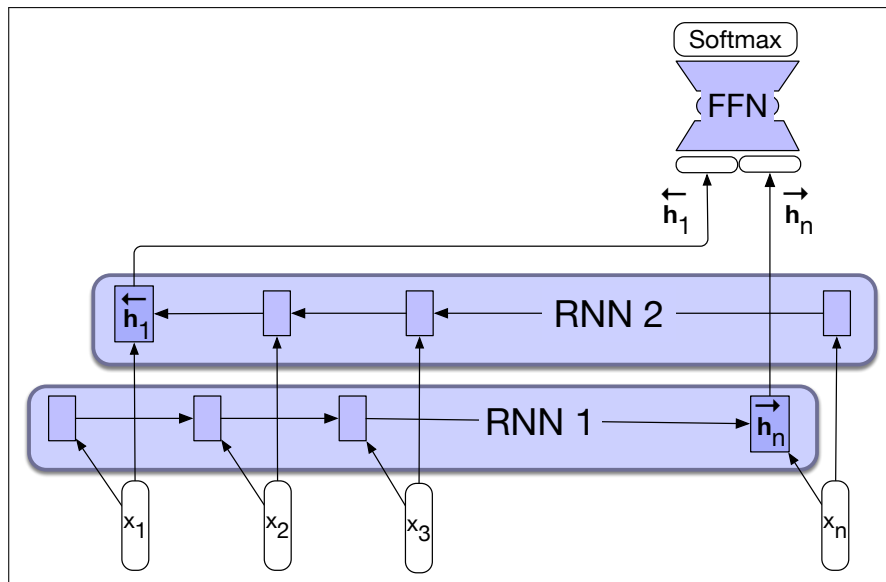 Softmax
FFN
←h₁ →hₙ
←h₁ RNN 2
RNN 1 →hₙ
x₁ x₂ x₃ xₙ